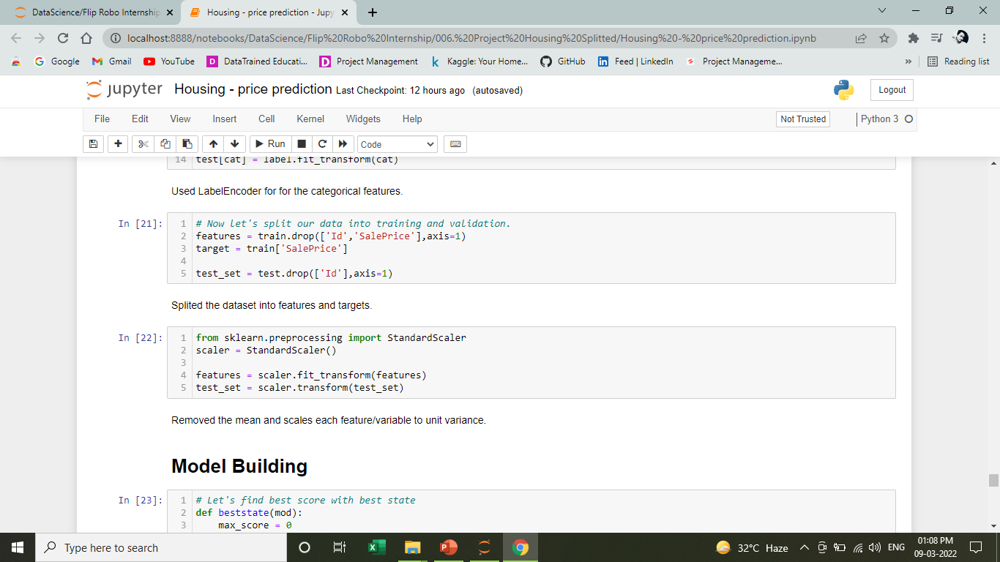 DataScience/Flip Robo Internship
Housing - price prediction - Jupy
localhost:8888/notebooks/DataScience/Flip%20Robo%20Internship/006.%20Project%20Housing%20Splitted/Housing%20-%20price%20prediction.ipynb
Google Gmail YouTube DataTrained Educati... Project Management Kaggle: Your Home... GitHub Feed | LinkedIn Project Manageme... » Reading list
jupyter Housing - price prediction Last Checkpoint: 12 hours ago (autosaved) Logout
File Edit View Insert Cell Kernel Widgets Help Not Trusted Python 3
Run Code
14 test[cat] = label.fit_transform(cat)
Used LabelEncoder for for the categorical features.
In [21]: 1 # Now let's split our data into training and validation.
2 features = train.drop(['Id','SalePrice'],axis=1)
3 target = train['SalePrice']
4
5 test_set = test.drop(['Id'],axis=1)
Splited the dataset into features and targets.
In [22]: 1 from sklearn.preprocessing import StandardScaler
2 scaler = StandardScaler()
3
4 features = scaler.fit_transform(features)
5 test_set = scaler.transform(test_set)
Removed the mean and scales each feature/variable to unit variance.
Model Building
In [23]: 1 # Let's find best score with best state
2 def beststate(mod):
3 max_score = 0
Type here to search
32°C Haze
ENG
01:08 PM
09-03-2022